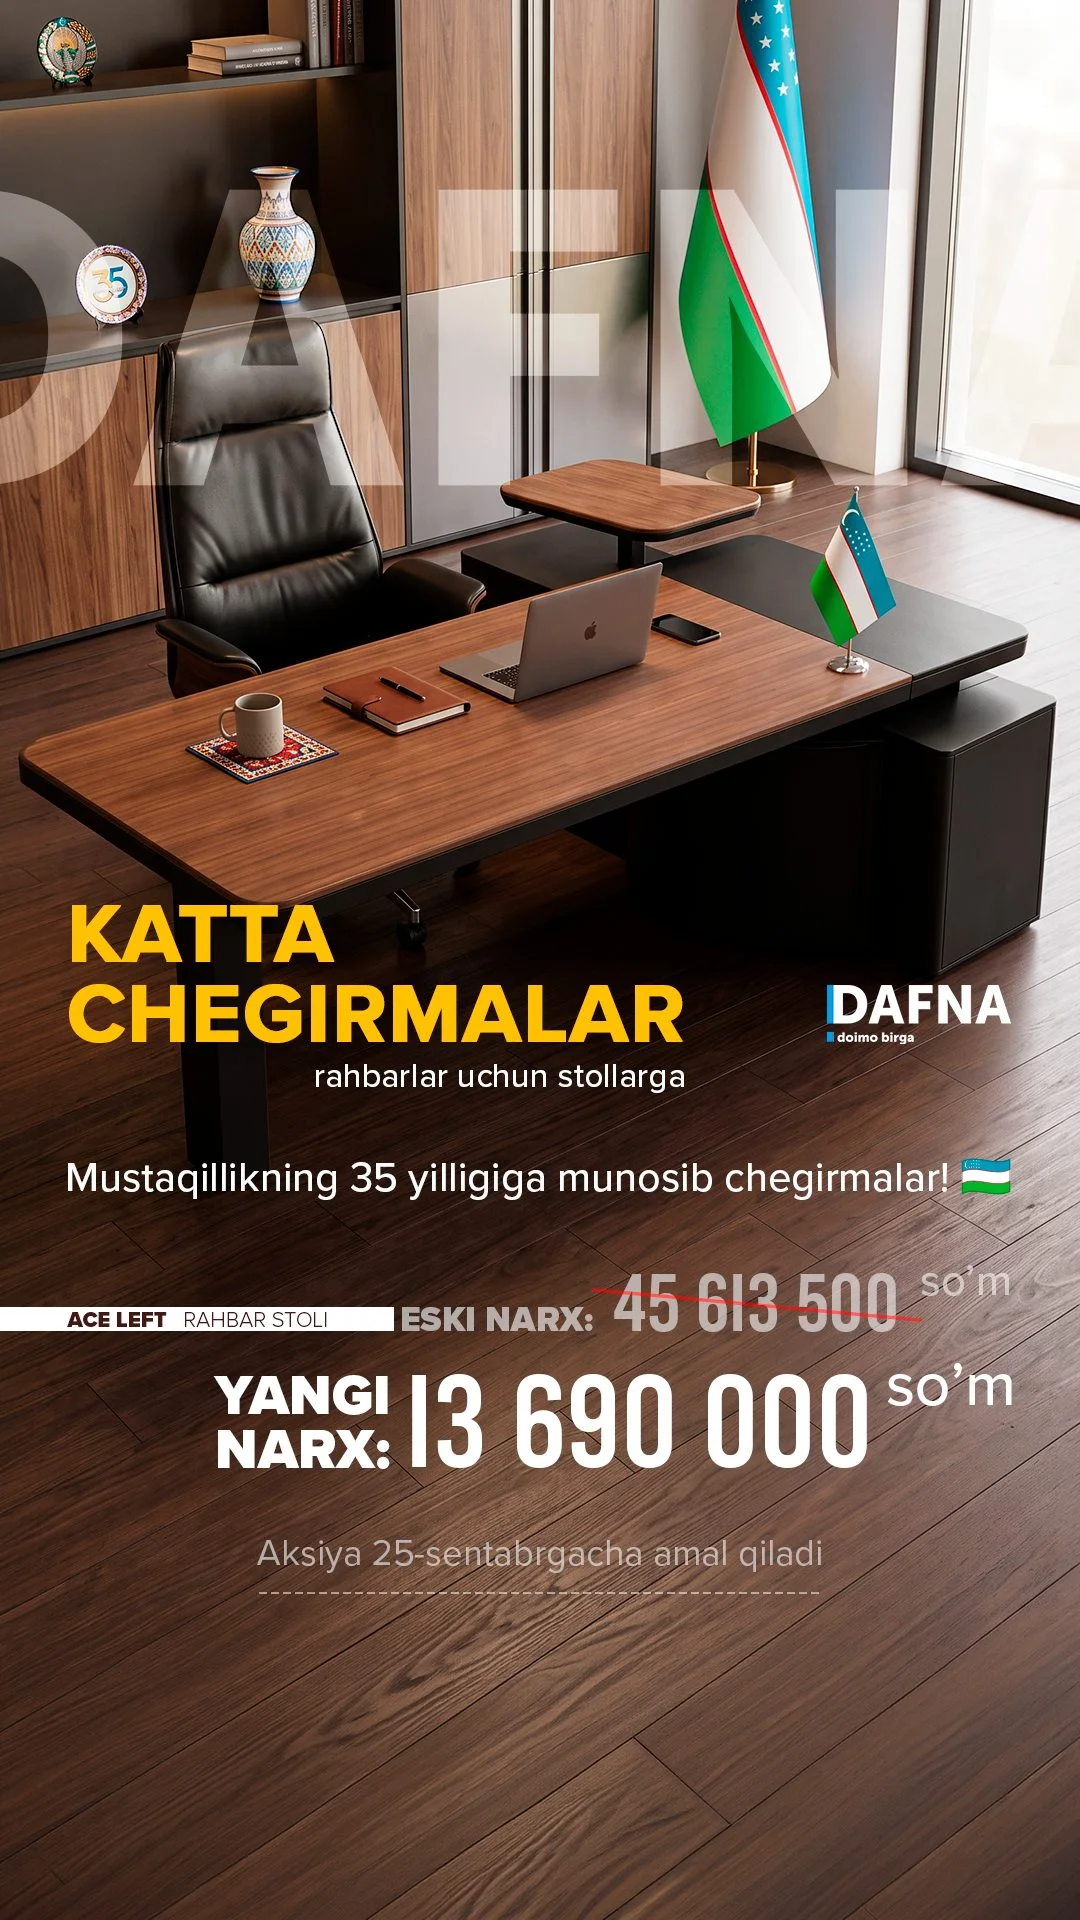 DAFNA
35
KATTA
CHEGIRMALAR
rahbarlar uchun stollarga
DAFNA
doimo birga
Mustaqillikning 35 yilligiga munosib chegirmalar! 🇺🇿
ACE LEFT RAHBAR STOLI
ESKI NARX: 45 613 500 so’m
YANGI
NARX: 13 690 000 so’m
Aksiya 25-sentabrgacha amal qiladi